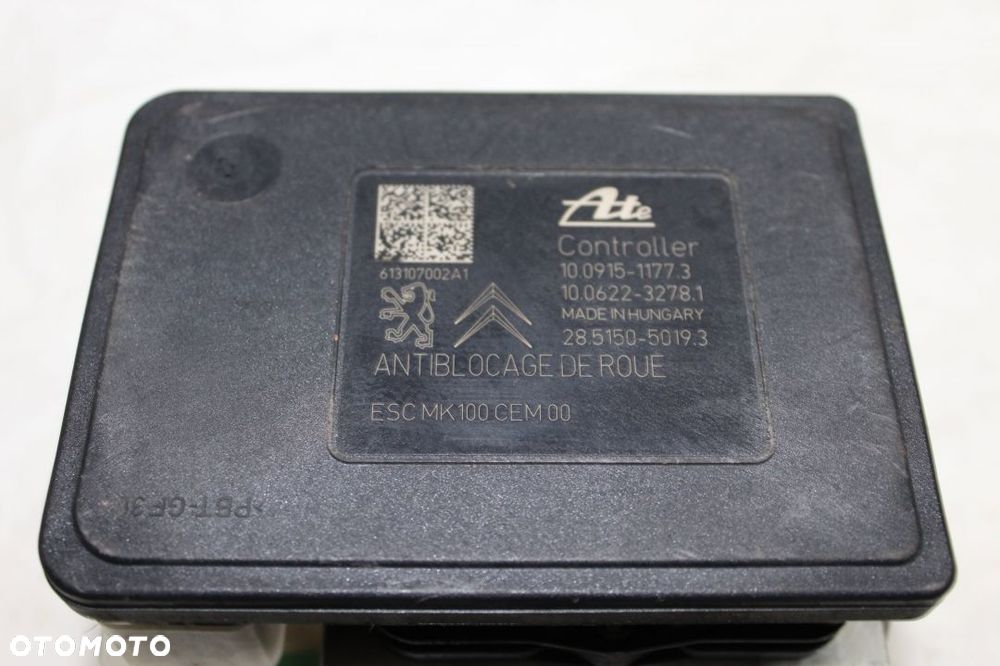 Ate
Controller
10.0915-1177.3
10.0622-3278.1
MADE IN HUNGARY
28.5150-5019.3
613107002A1
ANTIBLOCAGE DE ROUE
ESC MK100 CEM 00
OTOMOTO